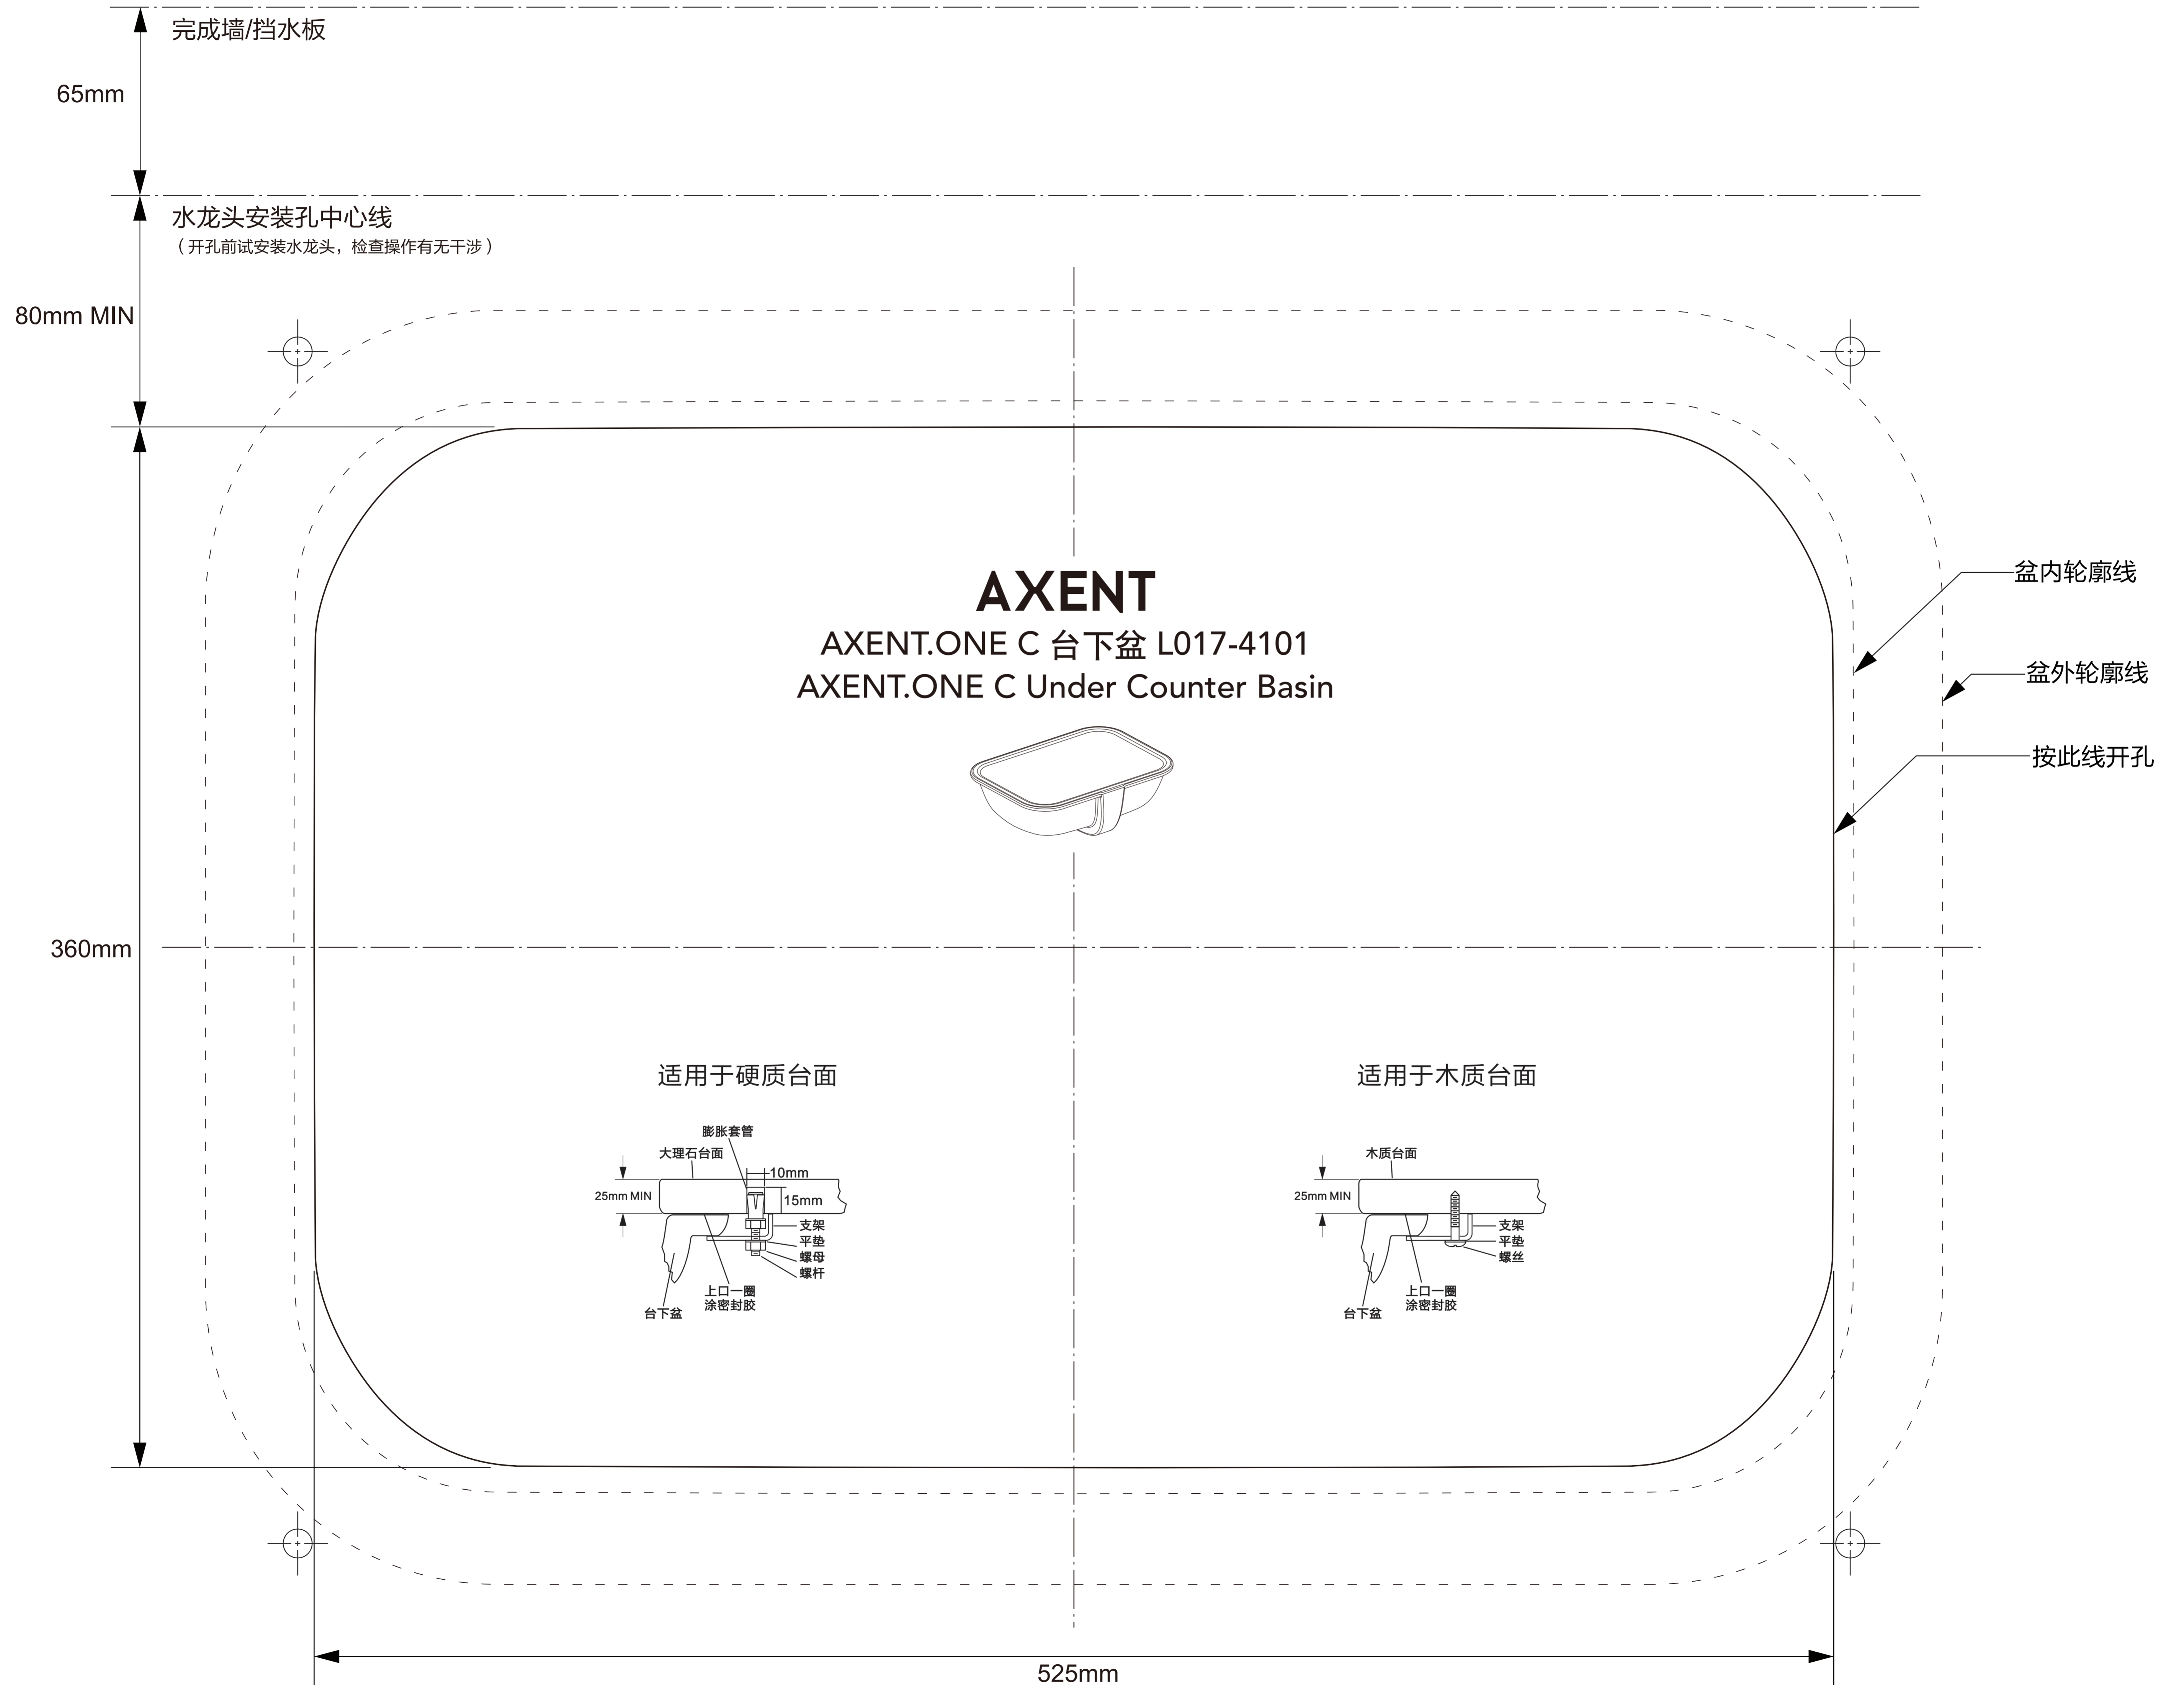 完成墙/挡水板
65mm
水龙头安装孔中心线
（开孔前试安装水龙头，检查操作有无干涉）
80mm MIN
AXENT
AXENT.ONE C 台下盆 L017-4101
AXENT.ONE C Under Counter Basin
盆内轮廓线
盆外轮廓线
按此线开孔
360mm
适用于硬质台面
膨胀套管
大理石台面
10mm
25mm MIN
15mm
支架
平垫
螺母
螺杆
上口一圈
涂密封胶
台下盆
适用于木质台面
木质台面
25mm MIN
支架
平垫
螺丝
上口一圈
涂密封胶
台下盆
525mm